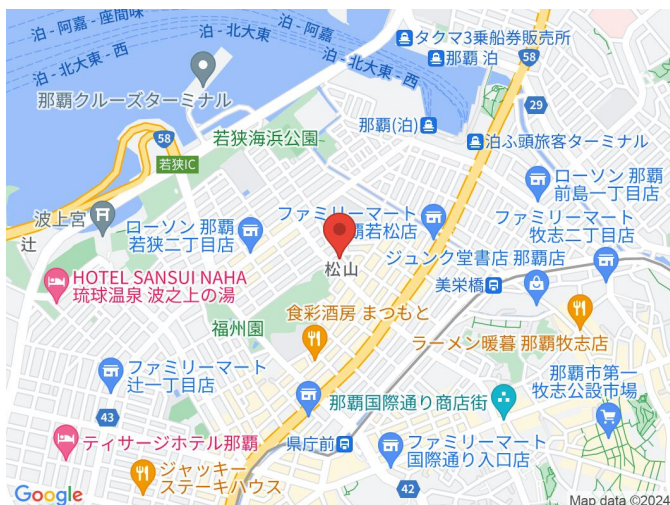 泊 - 阿嘉 - 座間味
泊 - 北大東 - 西
泊 - 北大東 - 西
タクマ3乗船券販売所
那覇 泊
58
那覇クルーズターミナル
29
那覇(泊)
若狭海浜公園
58
泊ふ頭旅客ターミナル
若狭IC
ローソン 那覇
前島一丁目店
波上宮
辻
ローソン 那覇
若狭二丁目店
ファミリーマート
覇若松店
ファミリーマート
牧志二丁目店
松山
ジュンク堂書店 那覇店
HOTEL SANSUI NAHA
琉球温泉 波之上の湯
美栄橋
食彩酒房 まつもと
福州園
ラーメン暖暮 那覇牧志店
ファミリーマート
辻一丁目店
那覇市第一
牧志公設市場
那覇国際通り商店街
43
ティサージホテル那覇
県庁前
ファミリーマート
国際通り入口店
ジャッキー
ステーキハウス
42
Google
Map data ©2024